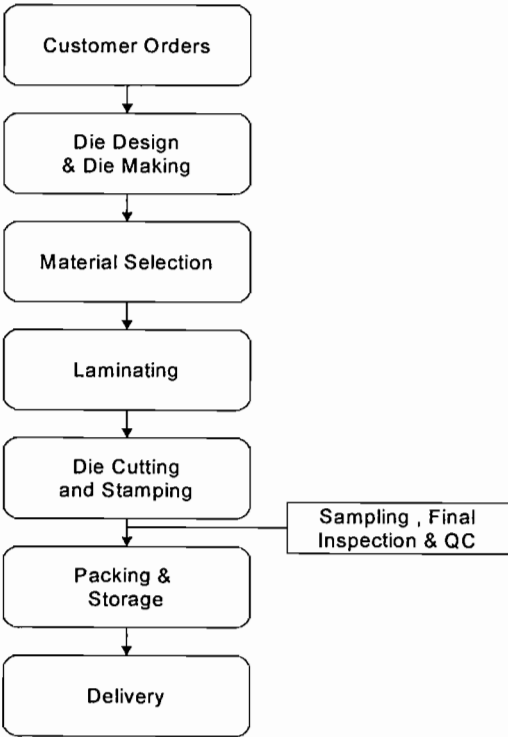 Customer Orders
Die Design
& Die Making
Material Selection
Laminating
Die Cutting
and Stamping
Sampling , Final
Inspection & QC
Packing &
Storage
Delivery